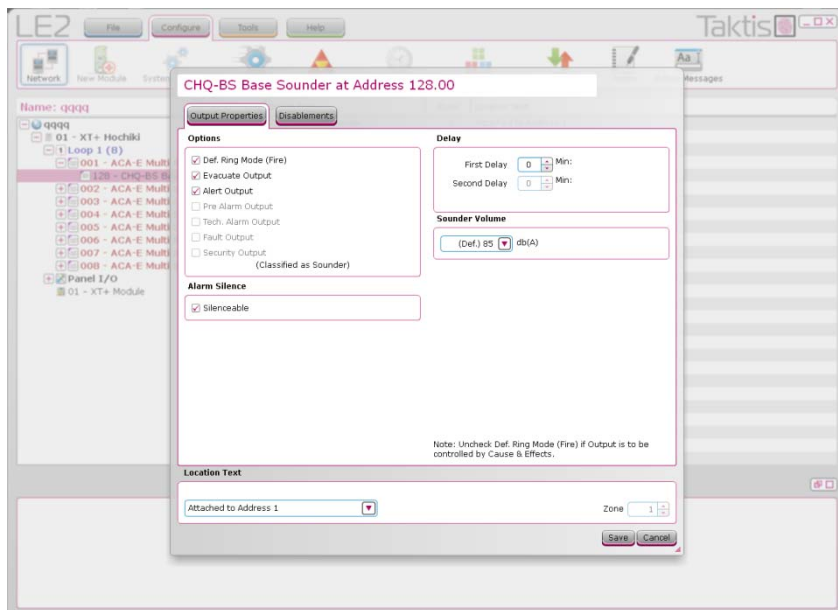 LE2
File
Configure
Tools
Help
Taktis
Network
New Module
System
Messages
Name: qqqq
qqqq
01 - XT+ Hochiki
Loop 1 (8)
001 - ACA-E Multi
128 - CHQ-BS B
002 - ACA-E Multi
003 - ACA-E Multi
004 - ACA-E Multi
005 - ACA-E Multi
006 - ACA-E Multi
007 - ACA-E Multi
008 - ACA-E Multi
Panel I/O
01 - XT+ Module
CHQ-BS Base Sounder at Address 128.00
Output Properties
Disablements
Options
Def. Ring Mode (Fire)
Evacuate Output
Alert Output
Pre Alarm Output
Tech. Alarm Output
Fault Output
Security Output
(Classified as Sounder)
Alarm Silence
Silenceable
Delay
First Delay 0 Min:
Second Delay 0 Min:
Sounder Volume
(Def.) 85 db(A)
Note: Uncheck Def. Ring Mode (Fire) if Output is to be
controlled by Cause & Effects.
Location Text
Attached to Address 1
Zone 1
Save
Cancel